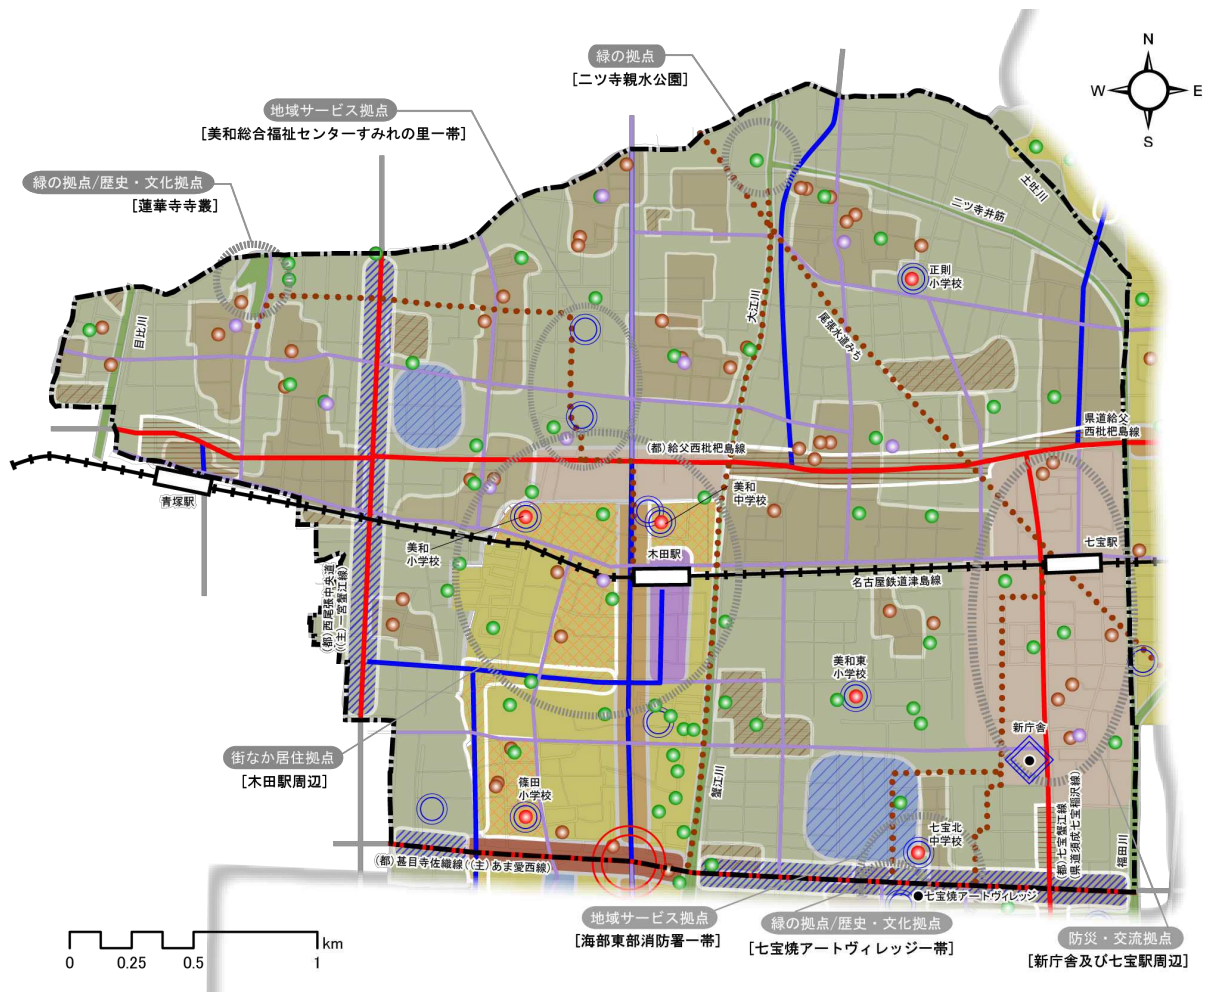 緑の拠点
[二ツ寺親水公園]
地域サービス拠点
[美和総合福祉センターすみれの里一帯]
緑の拠点/歴史・文化拠点
[蓮華寺寺叢]
N
W
E
S
土吐川
二ツ寺井筋
正則
小学校
目比川
大江川
尾張水道みち
県道給父
西枇杷島線
(都)給父西枇杷島線
美和
中学校
青塚駅
美和
小学校
木田駅
七宝駅
名古屋鉄道津島線
(都)西尾張中央道
((主)一宮蟹江線)
美和東
小学校
新庁舎
街なか居住拠点
[木田駅周辺]
篠田
小学校
蟹江川
七宝北
中学校
(都)七宝蟹江線
(県道須成七宝稲沢線)
福田川
(都)甚目寺佐織線((主)あま愛西線)
七宝焼アートヴィレッジ
地域サービス拠点
[海部東部消防署一帯]
緑の拠点/歴史・文化拠点
[七宝焼アートヴィレッジ一帯]
防災・交流拠点
[新庁舎及び七宝駅周辺]
km
0
0.25
0.5
1